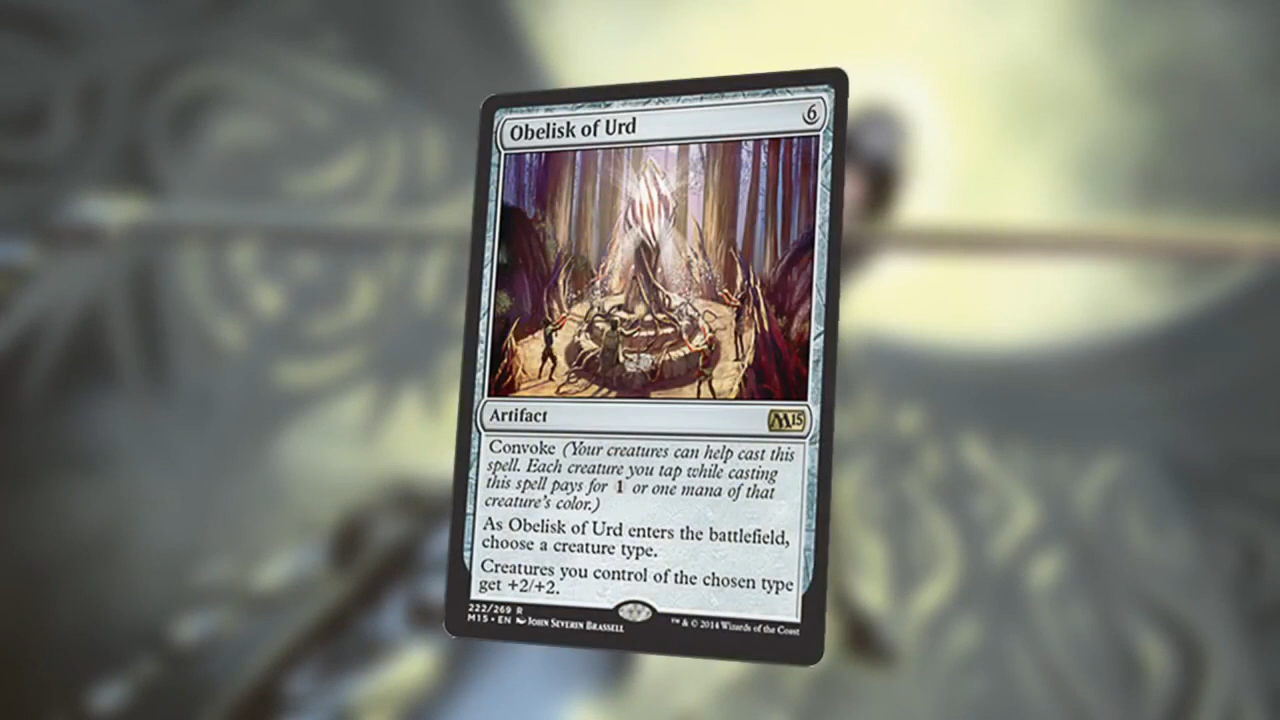 Obelisk of Urd 6
Artifact M15
Convoke (Your creatures can help cast this
spell. Each creature you tap while casting
this spell pays for 1 or one mana of that
creature's color.)
As Obelisk of Urd enters the battlefield,
choose a creature type.
Creatures you control of the chosen type
get +2/+2.
222/269 R
M15 • EN John Severin Brassell
™ & © 2014 Wizards of the Coast